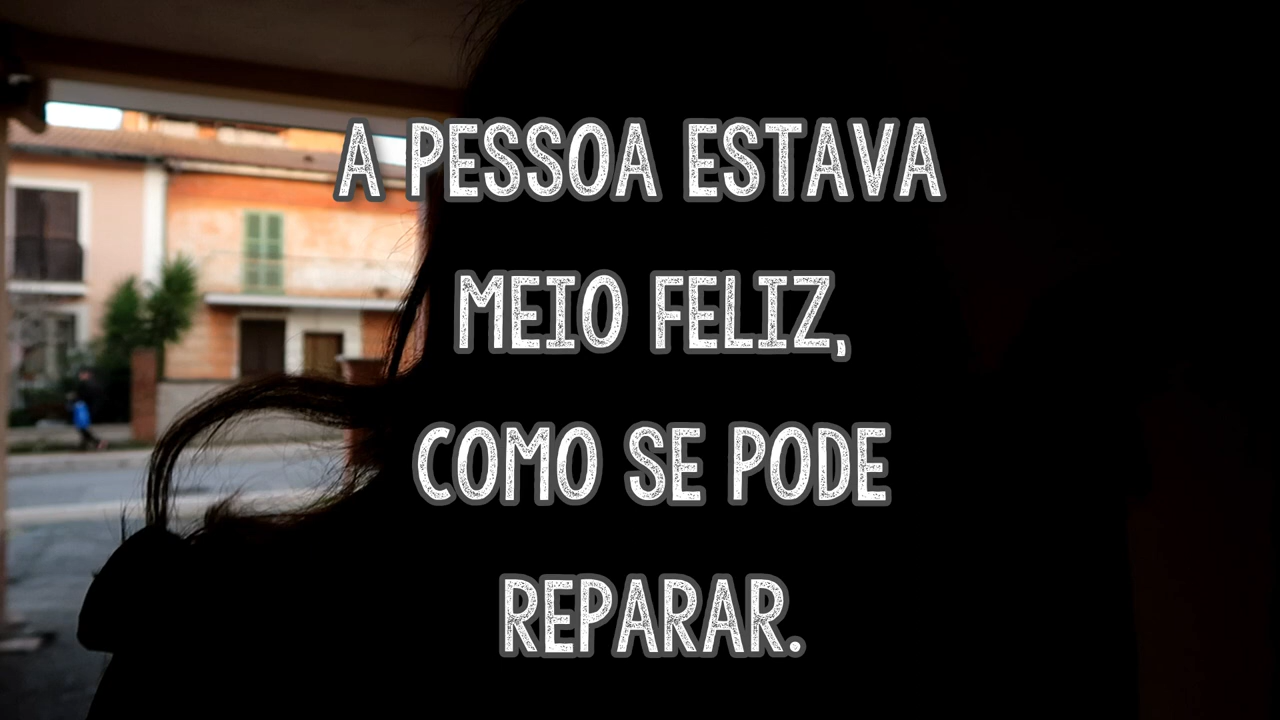 A PESSOA ESTAVA
MEIO FELIZ,
COMO SE PODE
REPARAR.